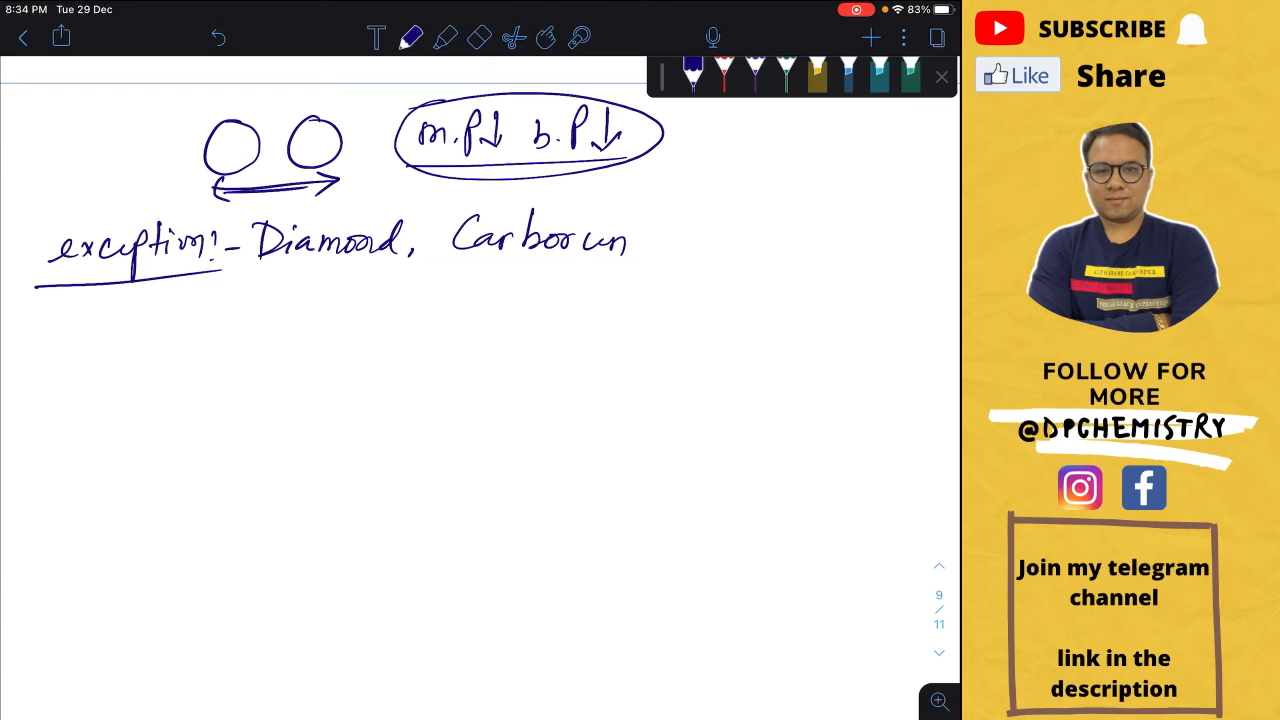 8:34 PM Tue 29 Dec
83%
m.P↓ b.P↓
exception:- Diamond, Carborun
9
/
11
SUBSCRIBE
Like Share
FOLLOW FOR
MORE
@DPCHEMISTRY
Join my telegram
channel
link in the
description